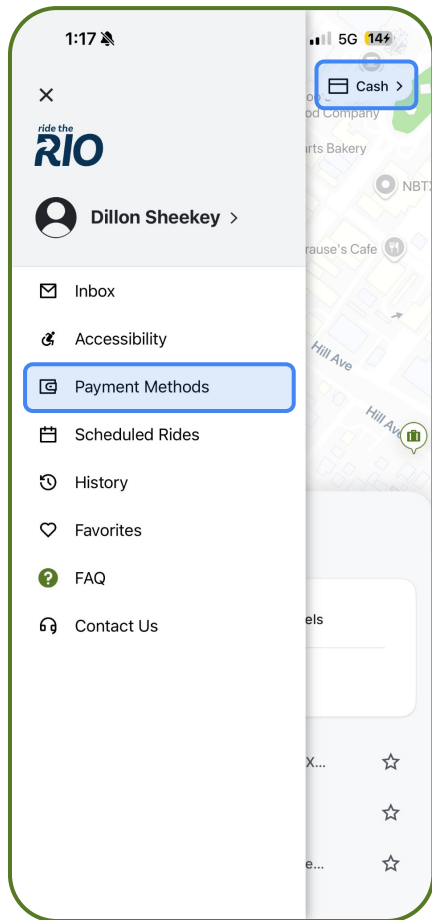 1:17
5G
14
Cash
ride the
RIO
od Company
arts Bakery
Dillon Sheekey
NBTX
rause's Cafe
Inbox
Accessibility
Hill Ave
Payment Methods
Hill Ave
Scheduled Rides
History
Favorites
FAQ
Contact Us
els
X...
e...